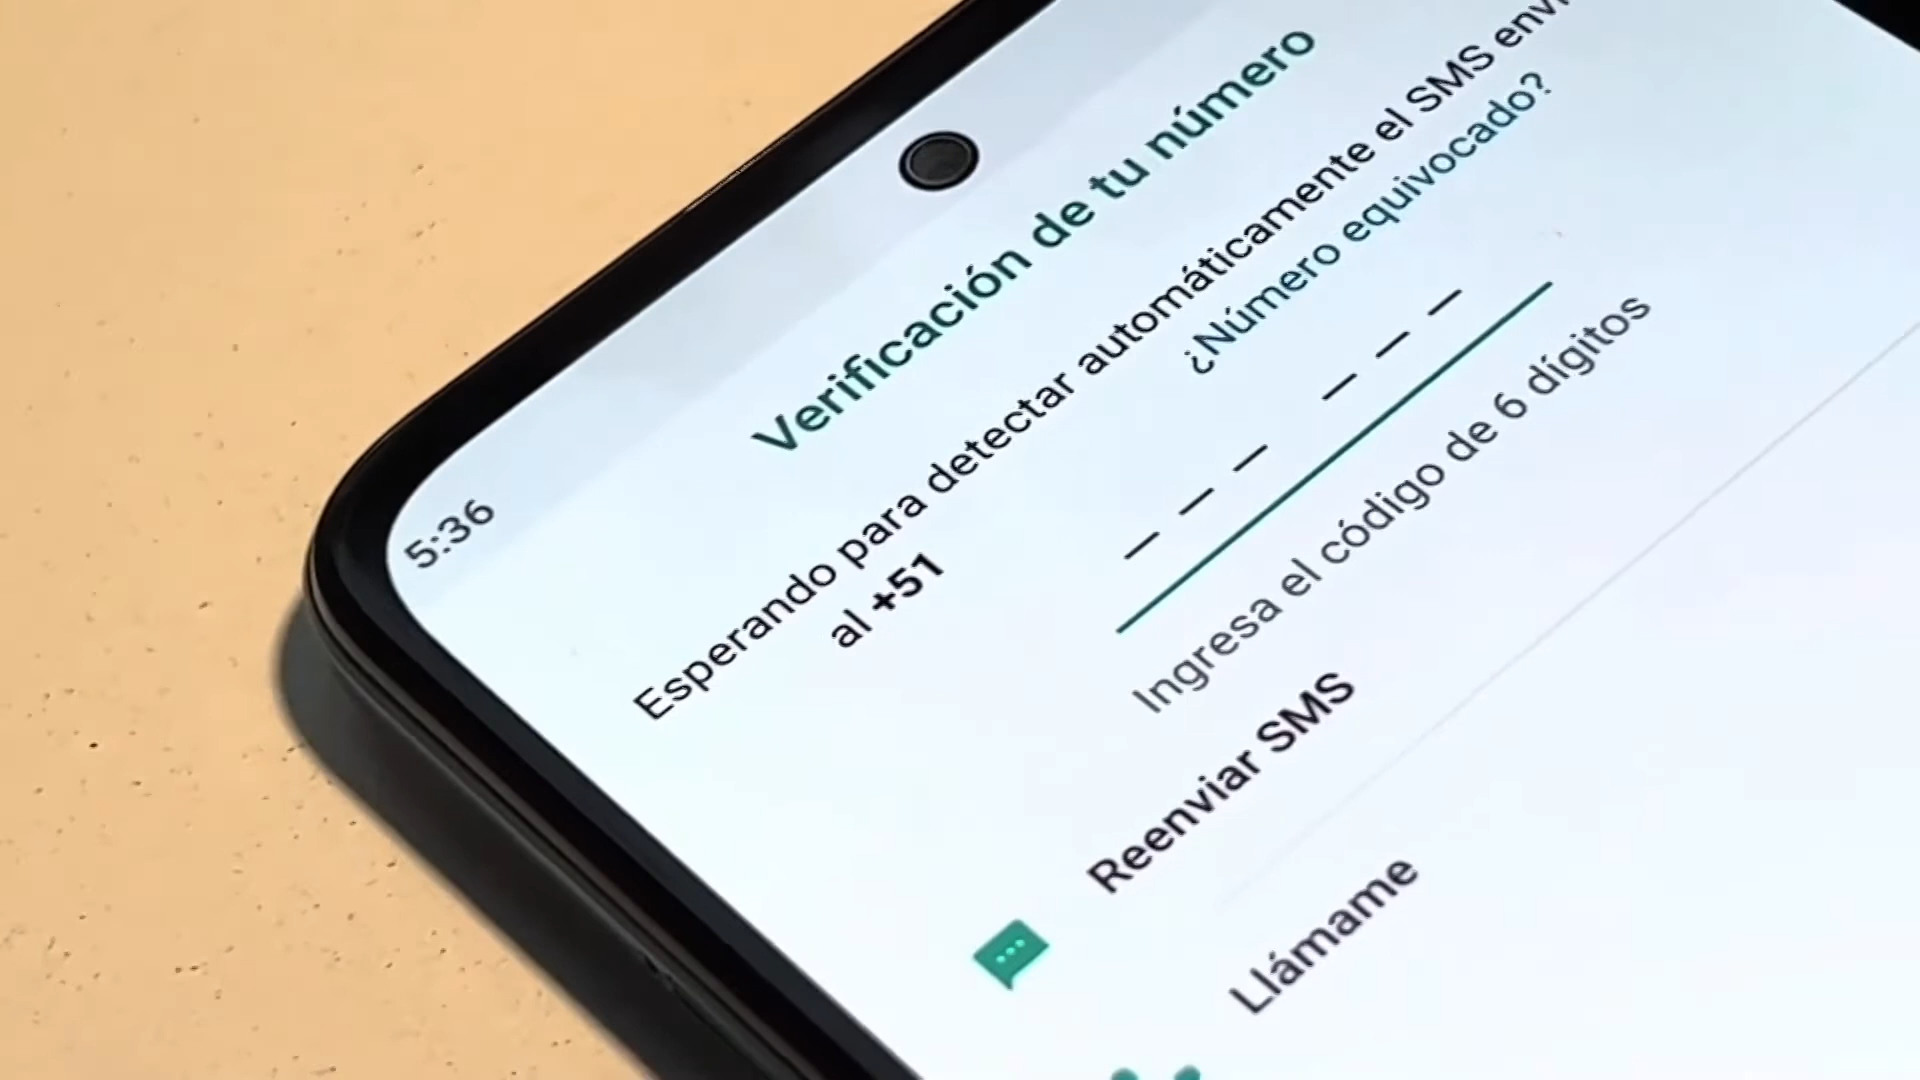 5:36
Verificación de tu número
Esperando para detectar automáticamente el SMS
al +51
¿Número equivocado?
Ingresa el código de 6 dígitos
Reenviar SMS
Llámame